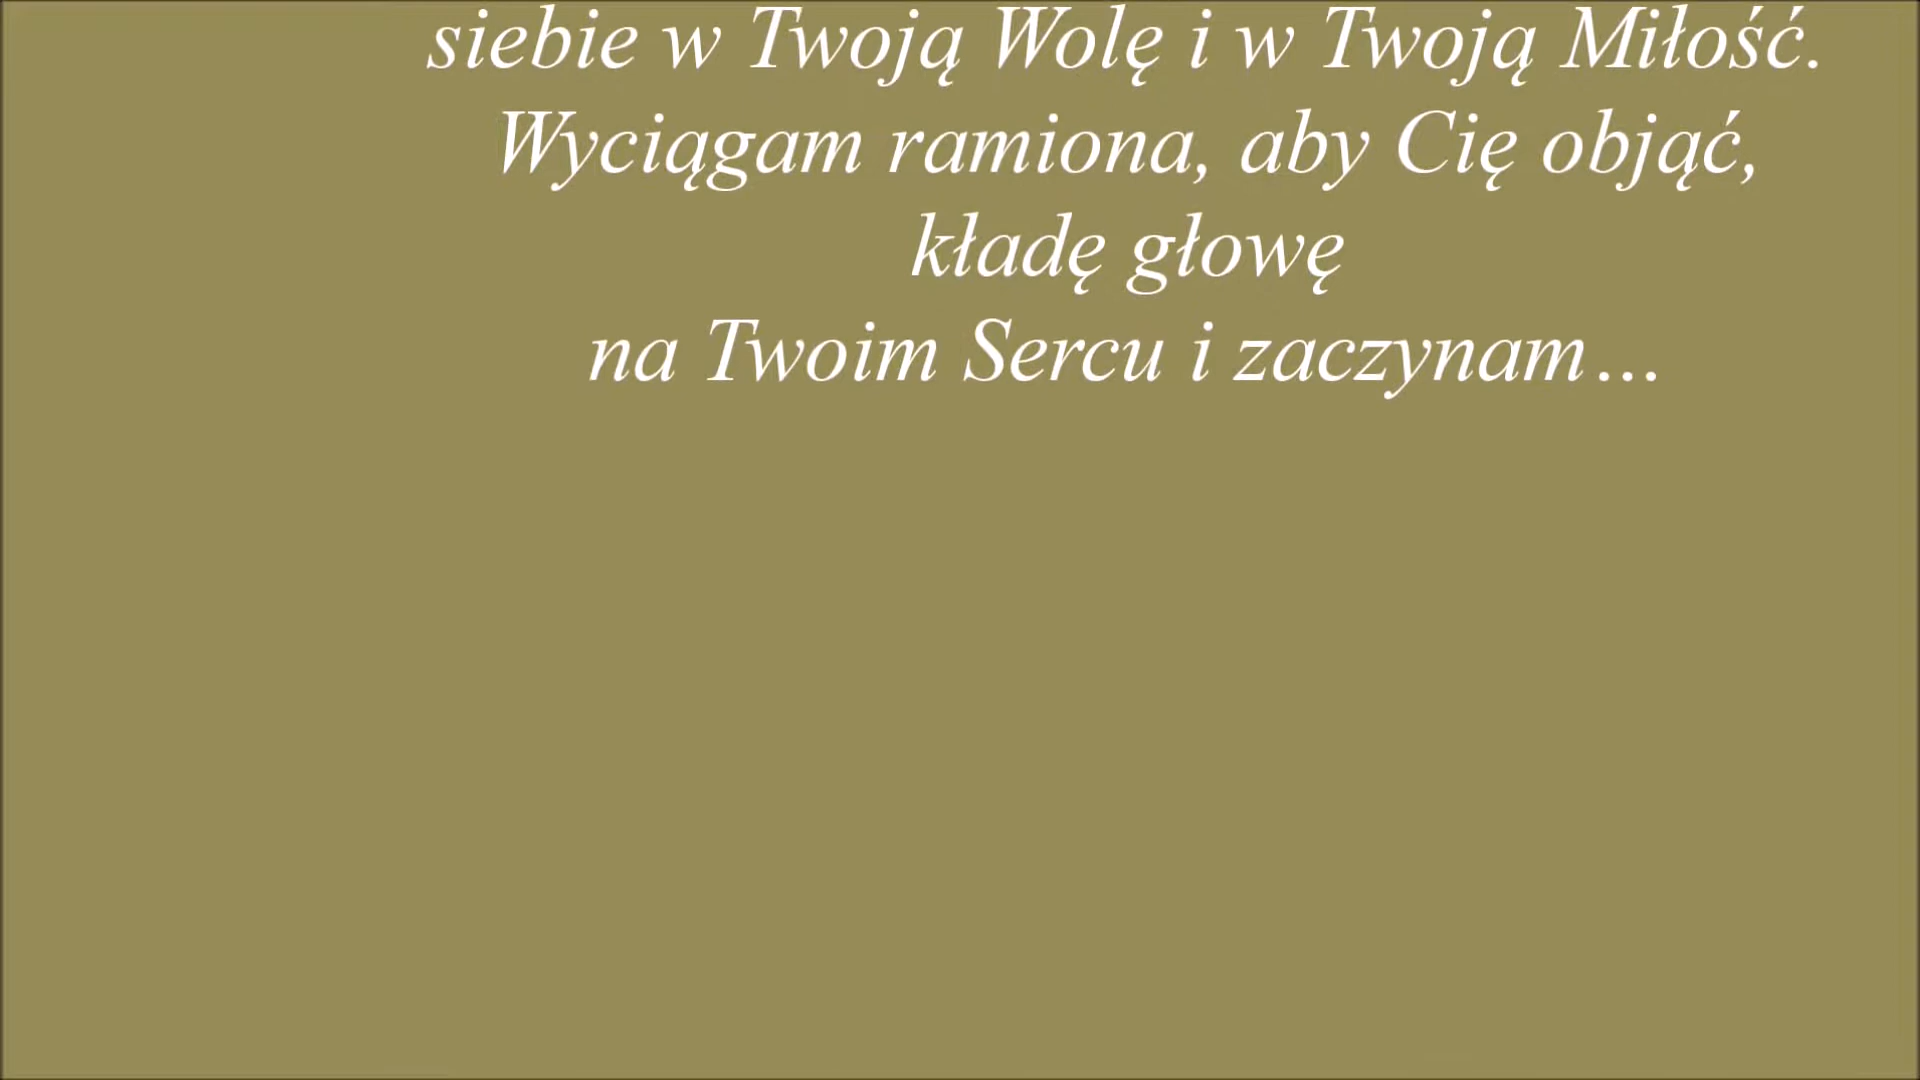 siebie w Twoją Wolę i w Twoją Miłość.
Wyciągam ramiona, aby Cię objąć,
kładę głowę
na Twoim Sercu i zaczynam…